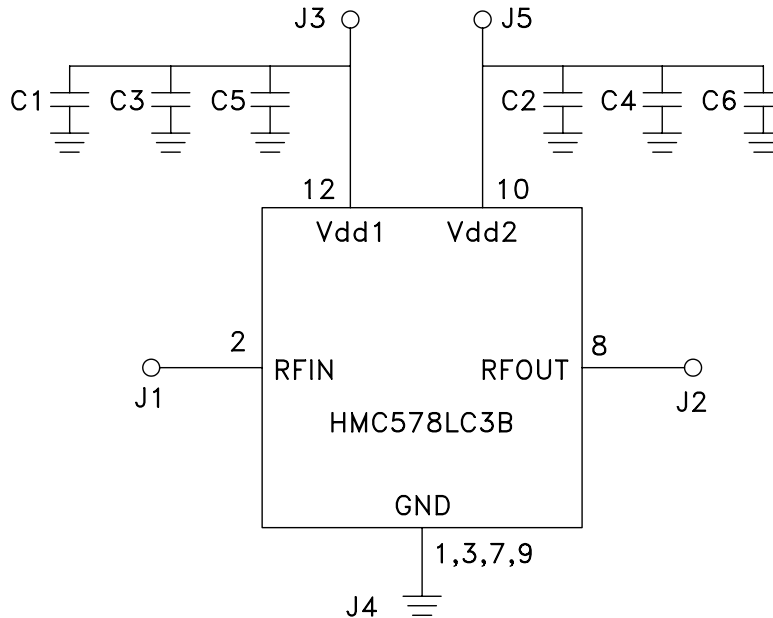 J3 J5
C1 C3 C5 C2 C4 C6
12 10
Vdd1 Vdd2
2 8
RFIN RFOUT
J1 J2
HMC578LC3B
GND
1,3,7,9
J4